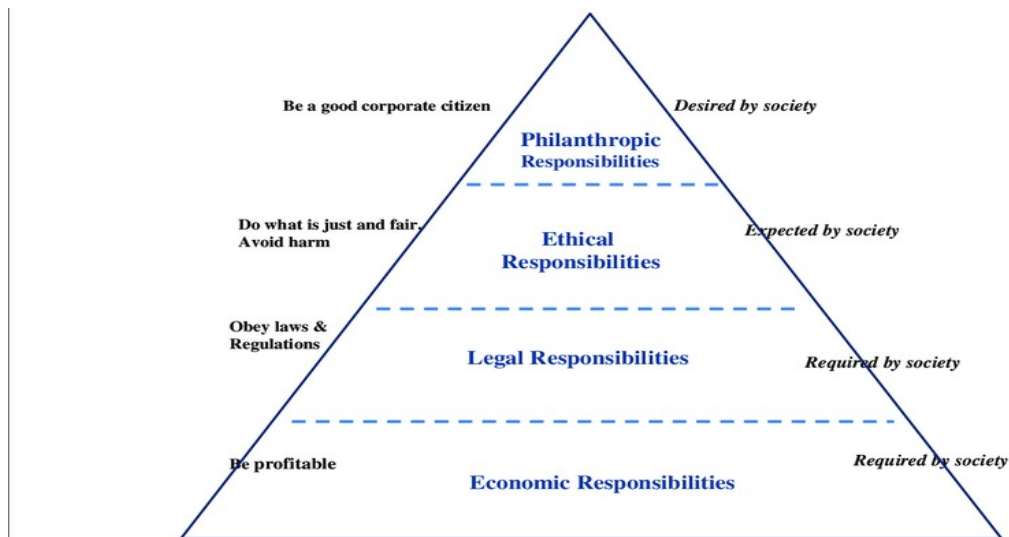 Be a good corporate citizen
Desired by society
Philanthropic
Responsibilities
Do what is just and fair,
Avoid harm
Expected by society
Ethical
Responsibilities
Obey laws &
Regulations
Legal Responsibilities
Required by society
Be profitable
Required by society
Economic Responsibilities